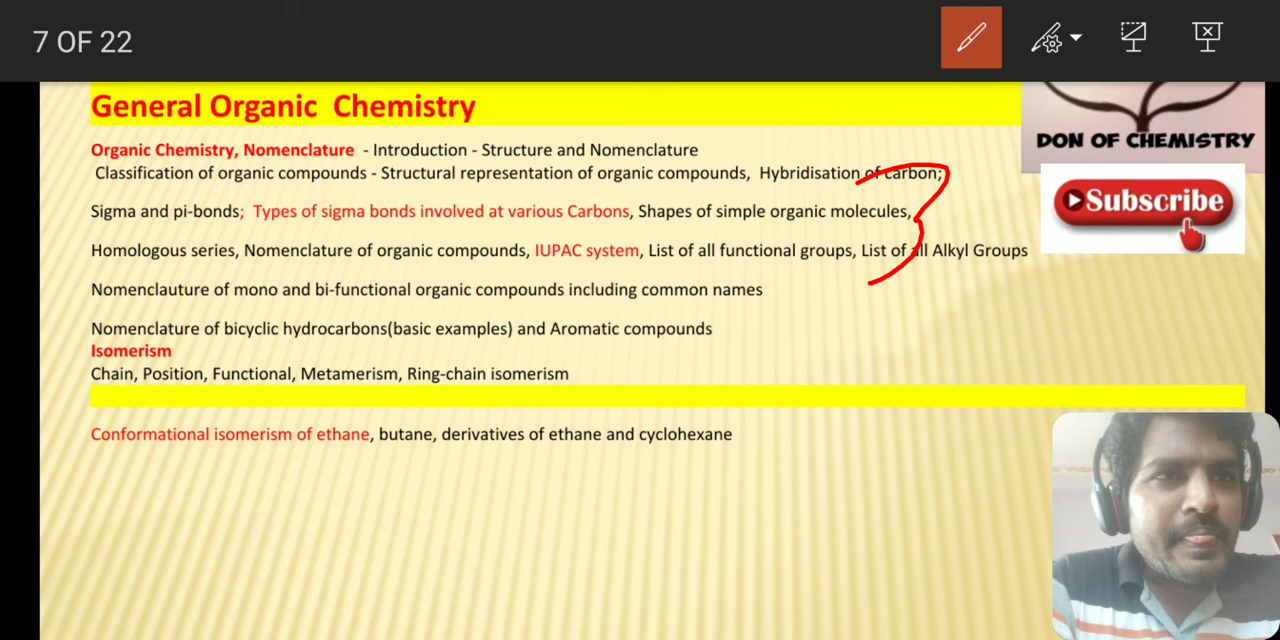 7 OF 22
General Organic Chemistry
DON OF CHEMISTRY
Organic Chemistry, Nomenclature - Introduction - Structure and Nomenclature
Classification of organic compounds - Structural representation of organic compounds, Hybridisation of carbon;
Subscribe
Sigma and pi-bonds; Types of sigma bonds involved at various Carbons, Shapes of simple organic molecules,
Homologous series, Nomenclature of organic compounds, IUPAC system, List of all functional groups, List of all Alkyl Groups
Nomenclauture of mono and bi-functional organic compounds including common names
Nomenclature of bicyclic hydrocarbons(basic examples) and Aromatic compounds
Isomerism
Chain, Position, Functional, Metamerism, Ring-chain isomerism
Conformational isomerism of ethane, butane, derivatives of ethane and cyclohexane